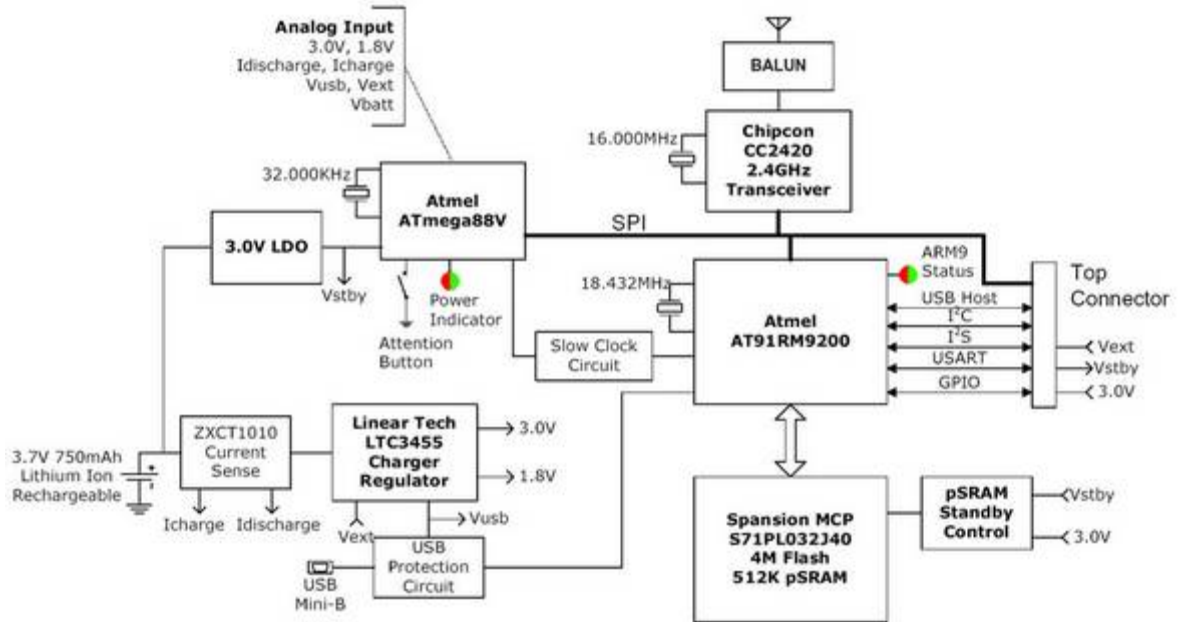 Analog Input
3.0V, 1.8V
Idischarge, Icharge
Vusb, Vext
Vbatt
BALUN
16.000MHz
Chipcon
CC2420
2.4GHz
Transceiver
32.000KHz
Atmel
ATmega88V
SPI
3.0V LDO
Vstby
Power
Indicator
Attention
Button
18.432MHz
Atmel
AT91RM9200
ARM9
Status
Top
Connector
USB Host
I²C
I²S
USART
GPIO
Vext
Vstby
3.0V
Slow Clock
Circuit
3.7V 750mAh
Lithium Ion
Rechargeable
ZXCT1010
Current
Sense
Icharge
Idischarge
Linear Tech
LTC3455
Charger
Regulator
3.0V
1.8V
Vext
Vusb
USB
Protection
Circuit
USB
Mini-B
Spansion MCP
S71PL032J40
4M Flash
512K pSRAM
pSRAM
Standby
Control
Vstby
3.0V